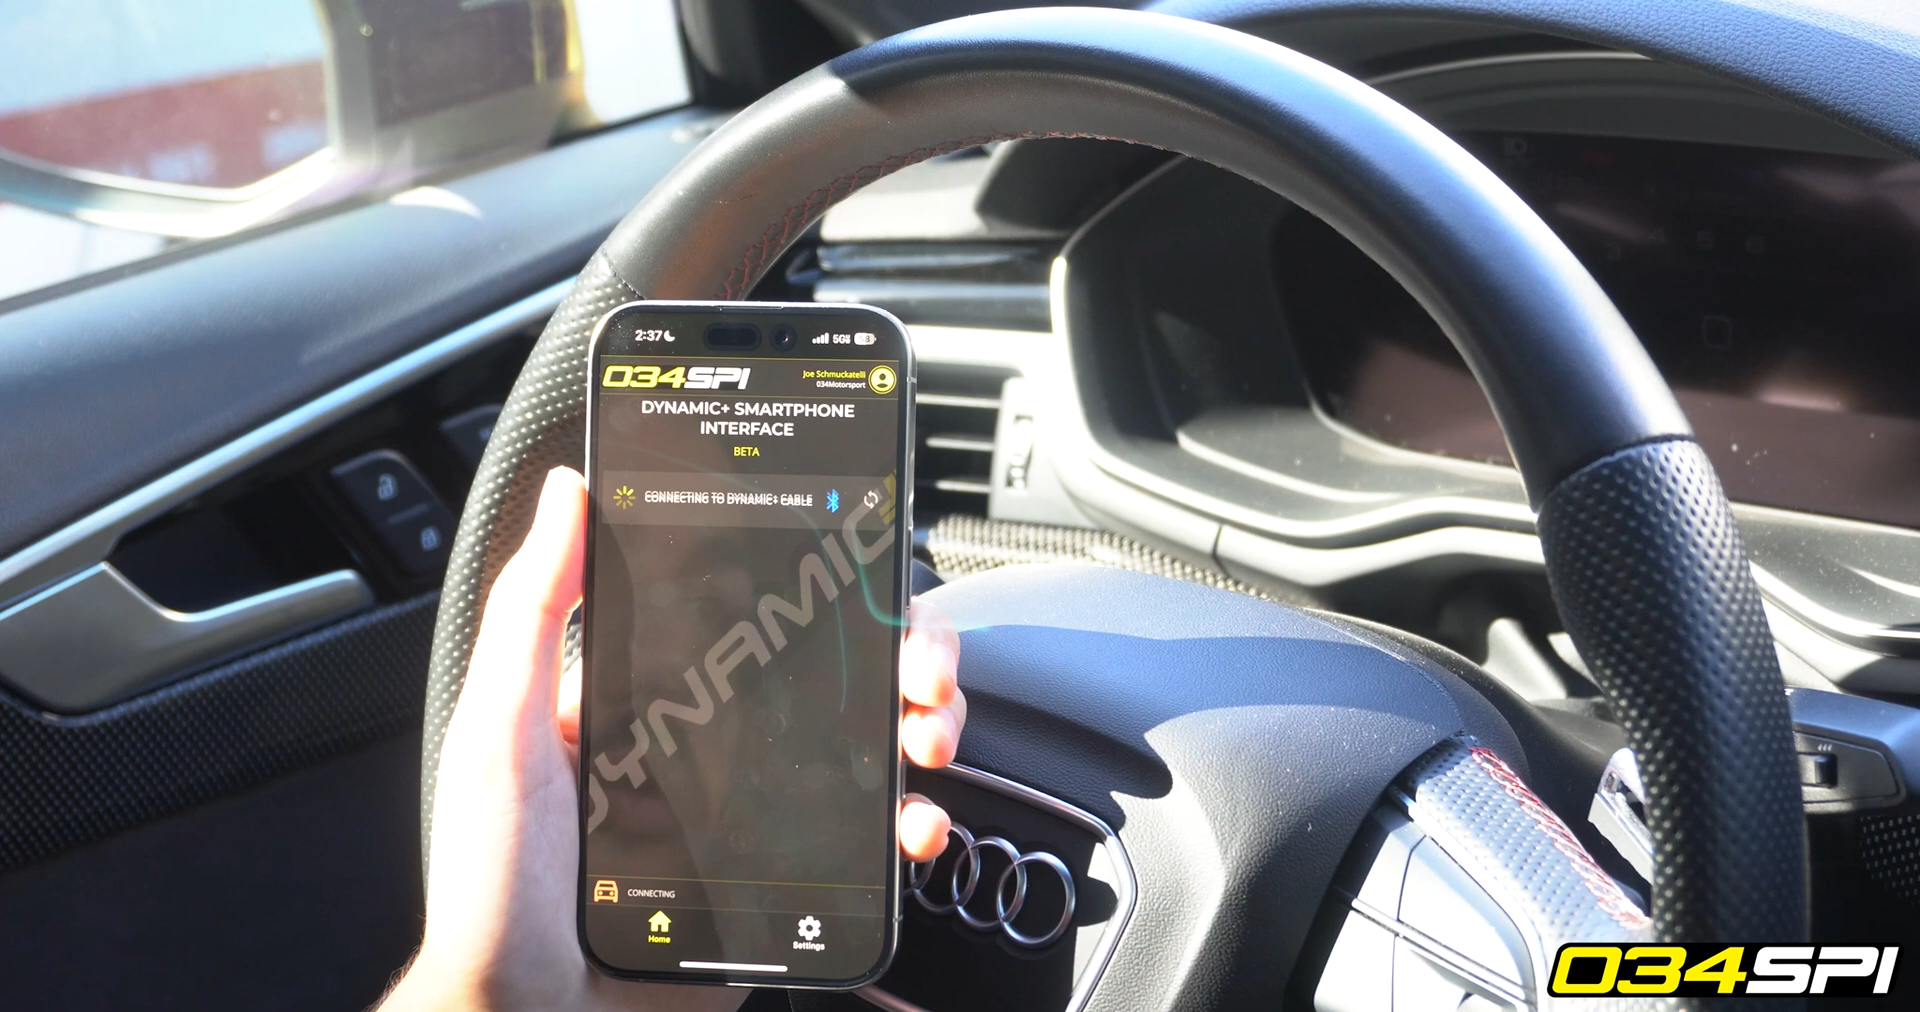 2:37
5G
034SPI
Joe Schmuckatelli
034Motorsport
DYNAMIC+ SMARTPHONE
INTERFACE
BETA
CONNECTING TO DYNAMIC+ CABLE
DYNAMIC
CONNECTING
Home
Settings
034SPI